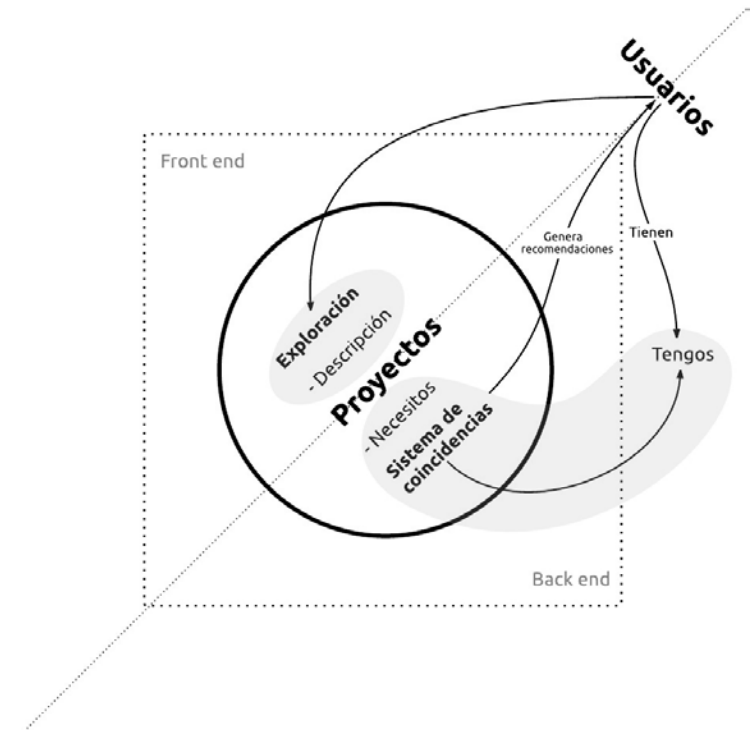 Usuarios
Front end
Genera
recomendaciones
Tienen
Exploración
- Descripción
Proyectos
Tengos
- Necesitos
Sistema de
coincidencias
Back end